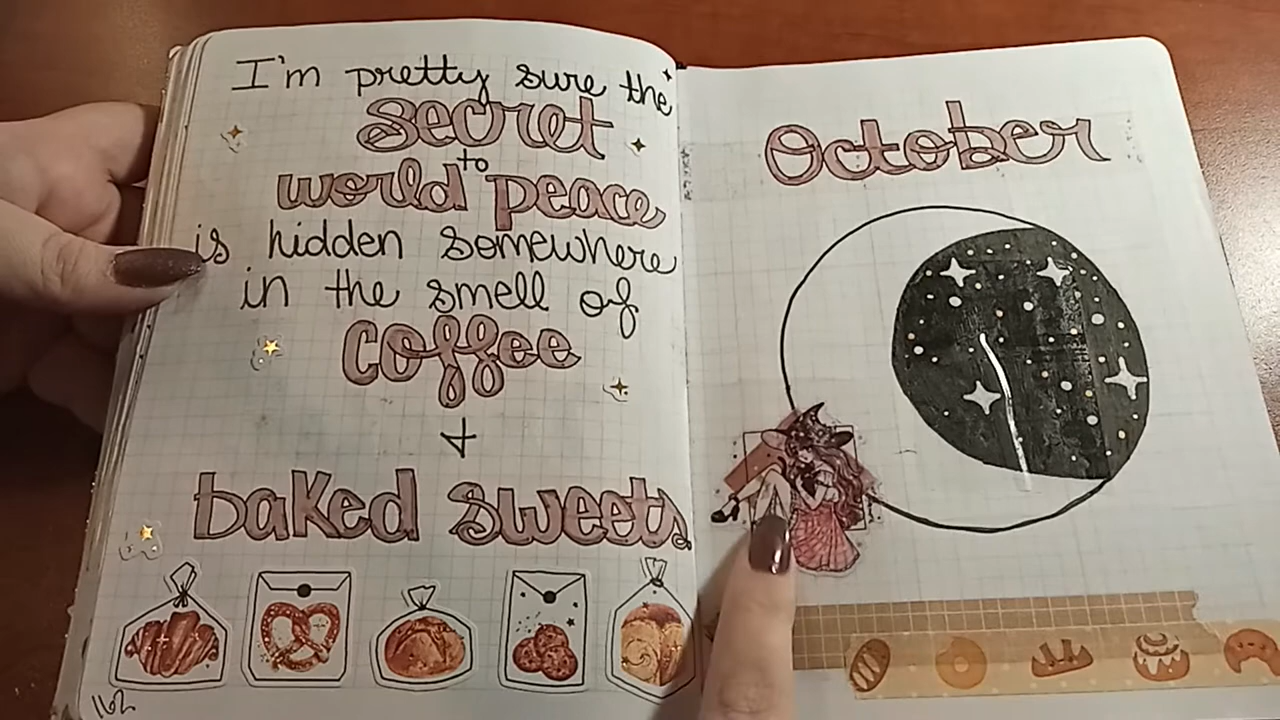 I'm pretty sure the
secret
to
world peace
is hidden somewhere
in the smell of
coffee
+
baked sweets
162
October